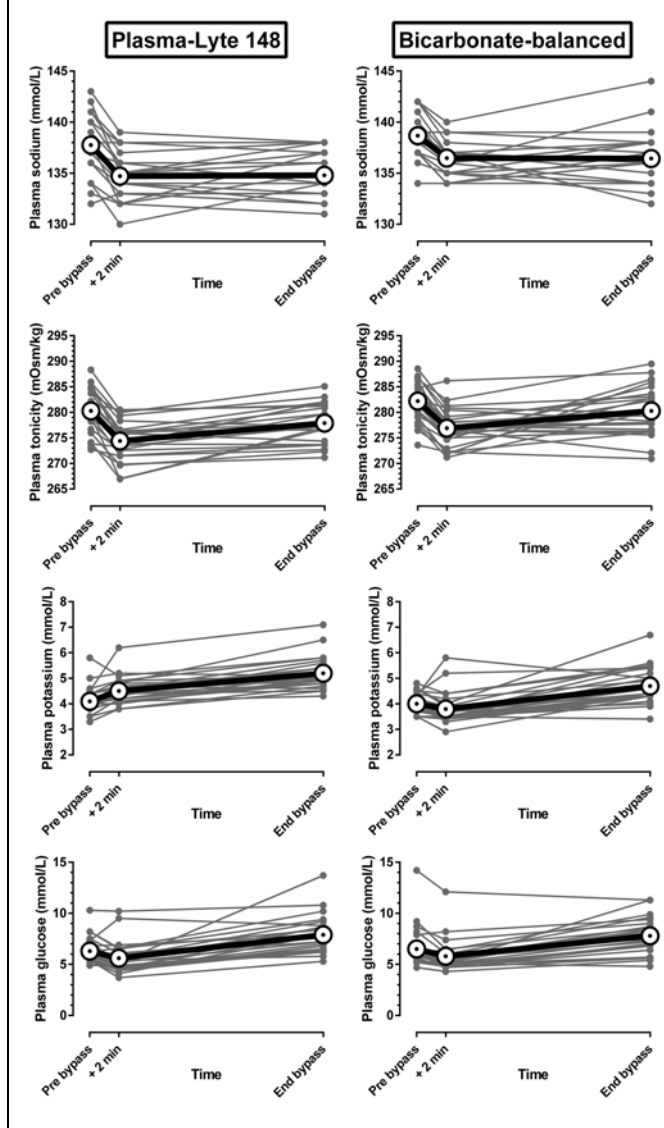 Plasma-Lyte 148
Bicarbonate-balanced
Plasma sodium (mmol/L)
145
140
135
130
Pre bypass
+ 2 min
Time
End bypass
Plasma sodium (mmol/L)
145
140
135
130
Pre bypass
+ 2 min
Time
End bypass
Plasma tonicity (mOsm/kg)
295
290
285
280
275
270
265
Pre bypass
+ 2 min
Time
End bypass
Plasma tonicity (mOsm/kg)
295
290
285
280
275
270
265
Pre bypass
+ 2 min
Time
End bypass
Plasma potassium (mmol/L)
8
7
6
5
4
3
2
Pre bypass
+ 2 min
Time
End bypass
Plasma potassium (mmol/L)
8
7
6
5
4
3
2
Pre bypass
+ 2 min
Time
End bypass
Plasma glucose (mmol/L)
15
10
5
0
Pre bypass
+ 2 min
Time
End bypass
Plasma glucose (mmol/L)
15
10
5
0
Pre bypass
+ 2 min
Time
End bypass